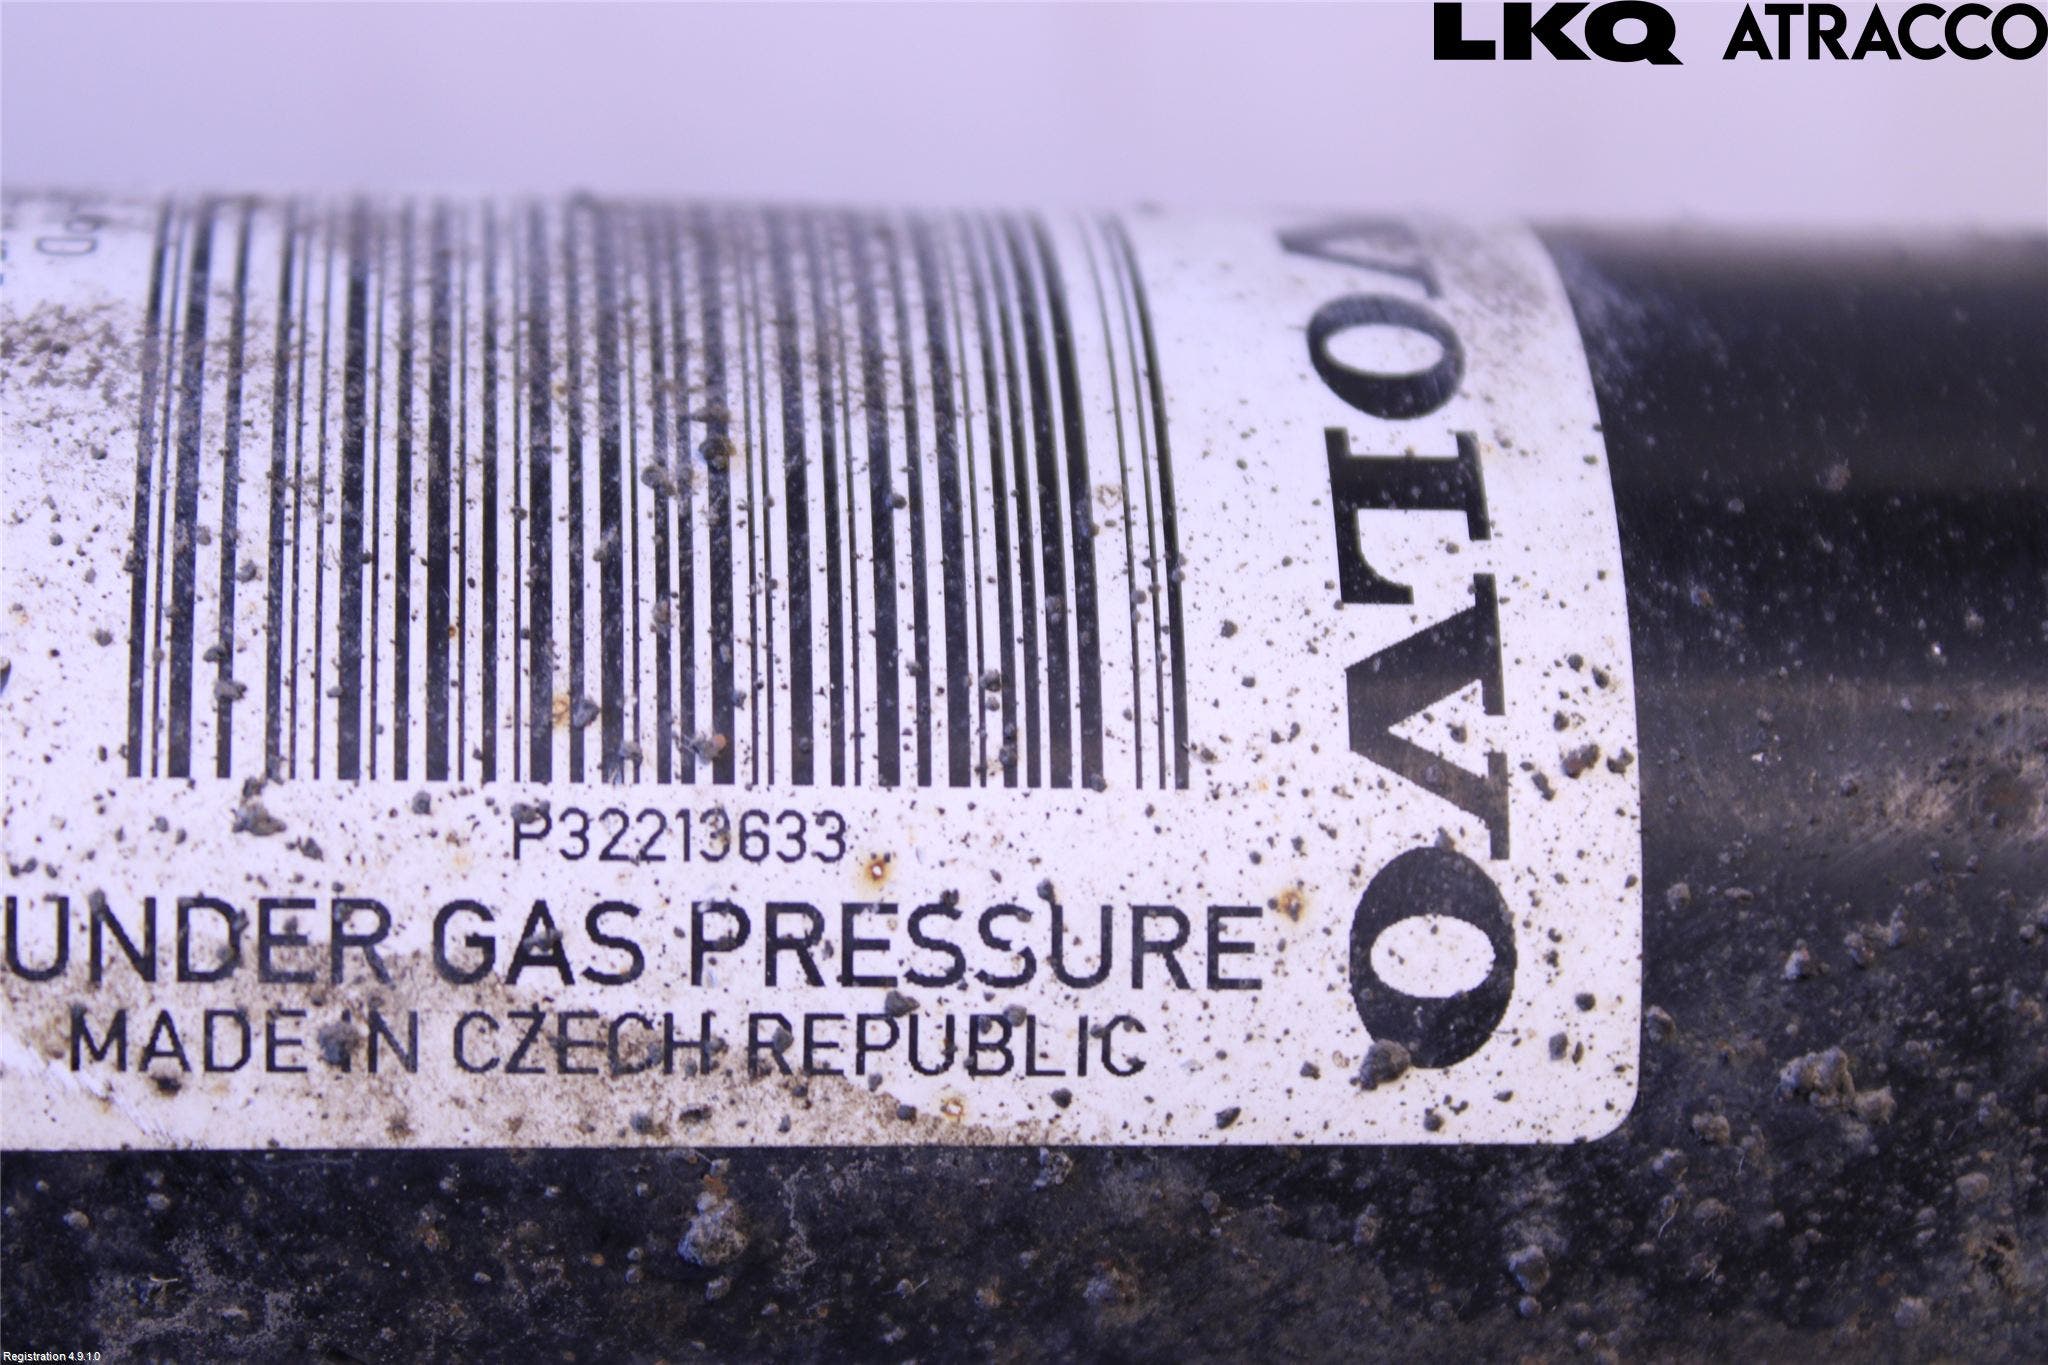 LKQ ATRACCO
VOLVO
P32213633
UNDER GAS PRESSURE
MADE IN CZECH REPUBLIC
Registration 4.9.1.0